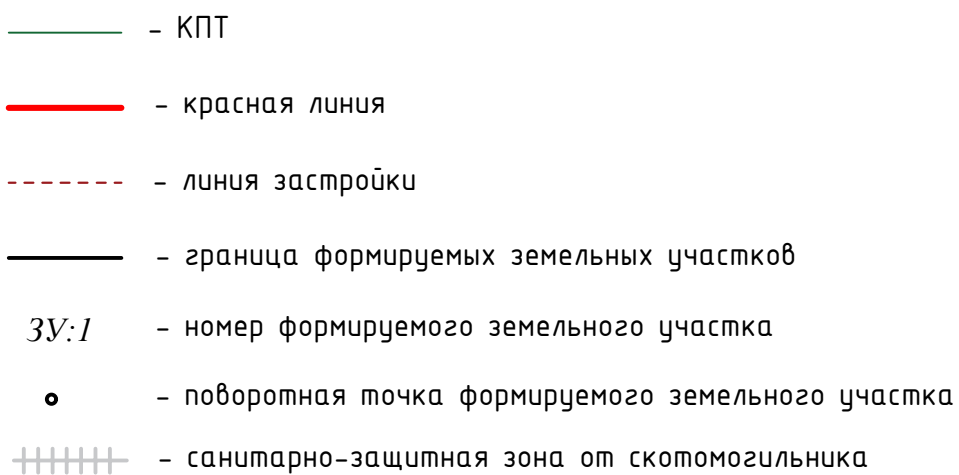 - КПТ
- красная линия
- линия застройки
- граница формируемых земельных участков
ЗУ:1 - номер формируемого земельного участка
- поворотная точка формируемого земельного участка
- санитарно-защитная зона от скотомогильника